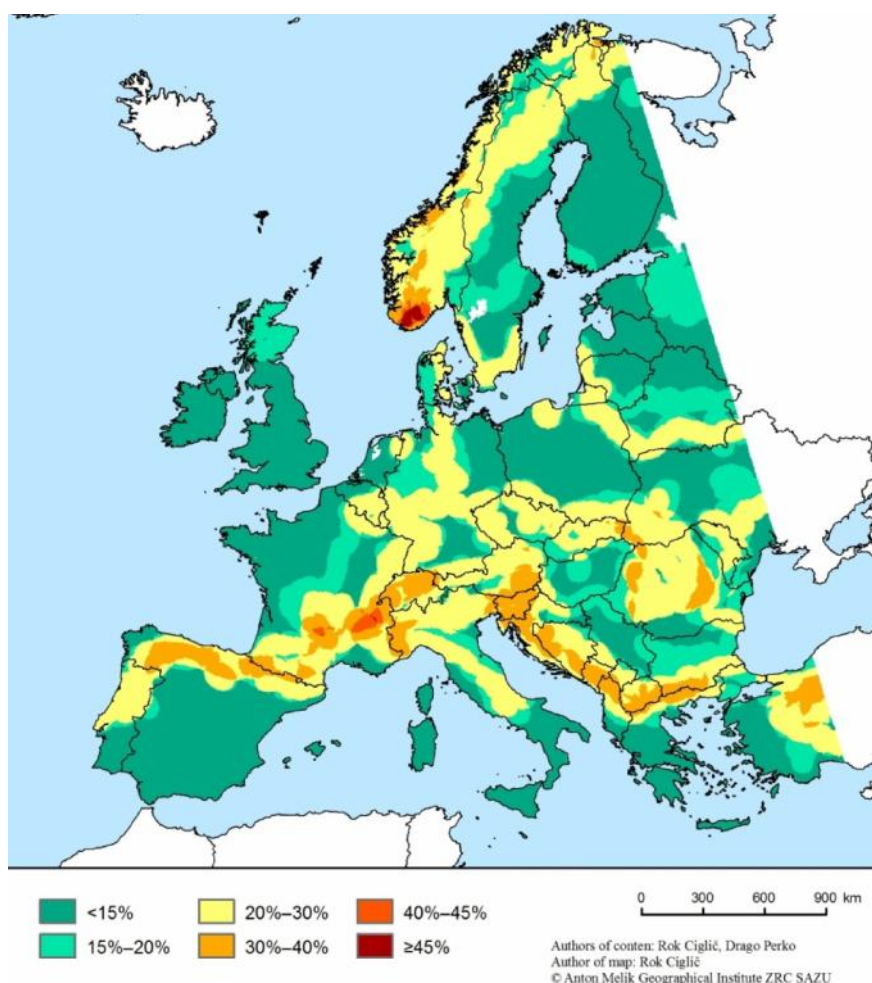 <15%
20%–30%
40%–45%
15%–20%
30%–40%
≥45%
0 300 600 900 km
Authors of conten: Rok Ciglič, Drago Perko
Author of map: Rok Ciglič
© Anton Melik Geographical Institute ZRC SAZU